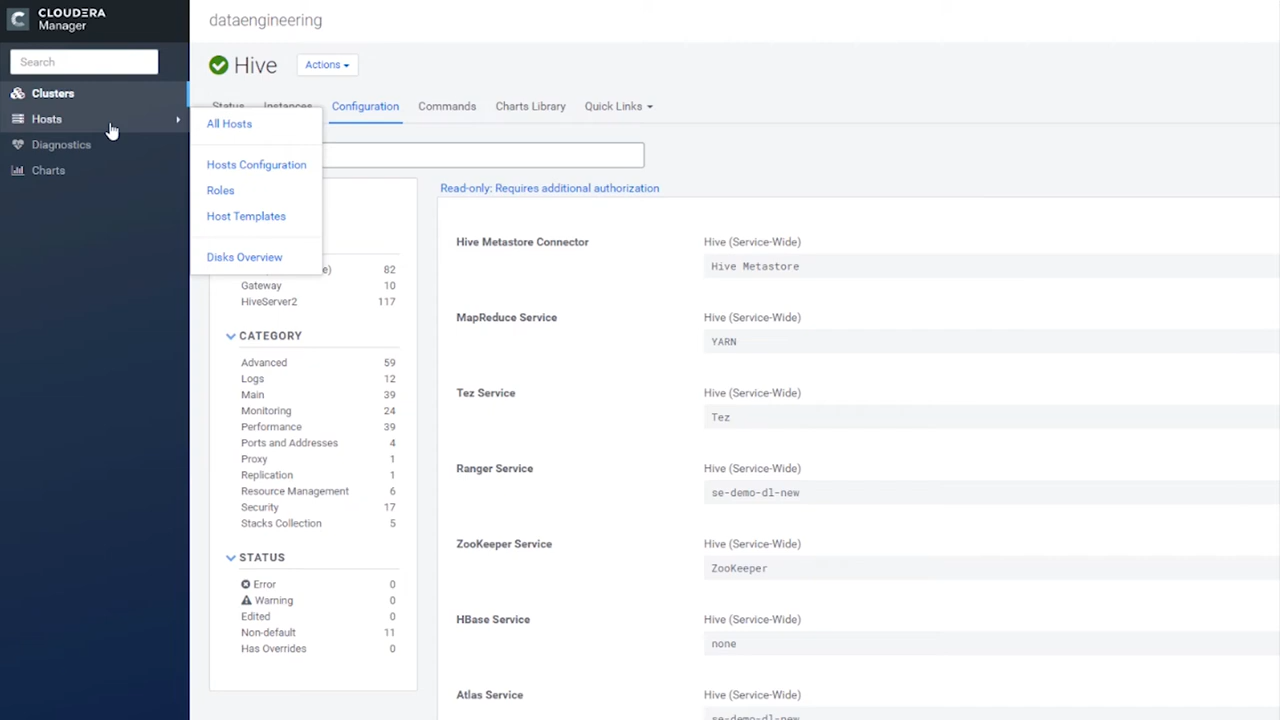 CLOUDERA
Manager
Search
Clusters
Hosts
Diagnostics
Charts
dataengineering
Hive
Actions
Status
Instances
Configuration
Commands
Charts Library
Quick Links
All Hosts
Hosts Configuration
Roles
Host Templates
Disks Overview
e) 82
Gateway 10
HiveServer2 117
CATEGORY
Advanced 59
Logs 12
Main 39
Monitoring 24
Performance 39
Ports and Addresses 4
Proxy 1
Replication 1
Resource Management 6
Security 17
Stacks Collection 5
STATUS
Error 0
Warning 0
Edited 0
Non-default 11
Has Overrides 0
Read-only: Requires additional authorization
Hive Metastore Connector
Hive (Service-Wide)
Hive Metastore
MapReduce Service
Hive (Service-Wide)
YARN
Tez Service
Hive (Service-Wide)
Tez
Ranger Service
Hive (Service-Wide)
se-demo-dl-new
ZooKeeper Service
Hive (Service-Wide)
ZooKeeper
HBase Service
Hive (Service-Wide)
none
Atlas Service
Hive (Service-Wide)
se-demo-dl-new